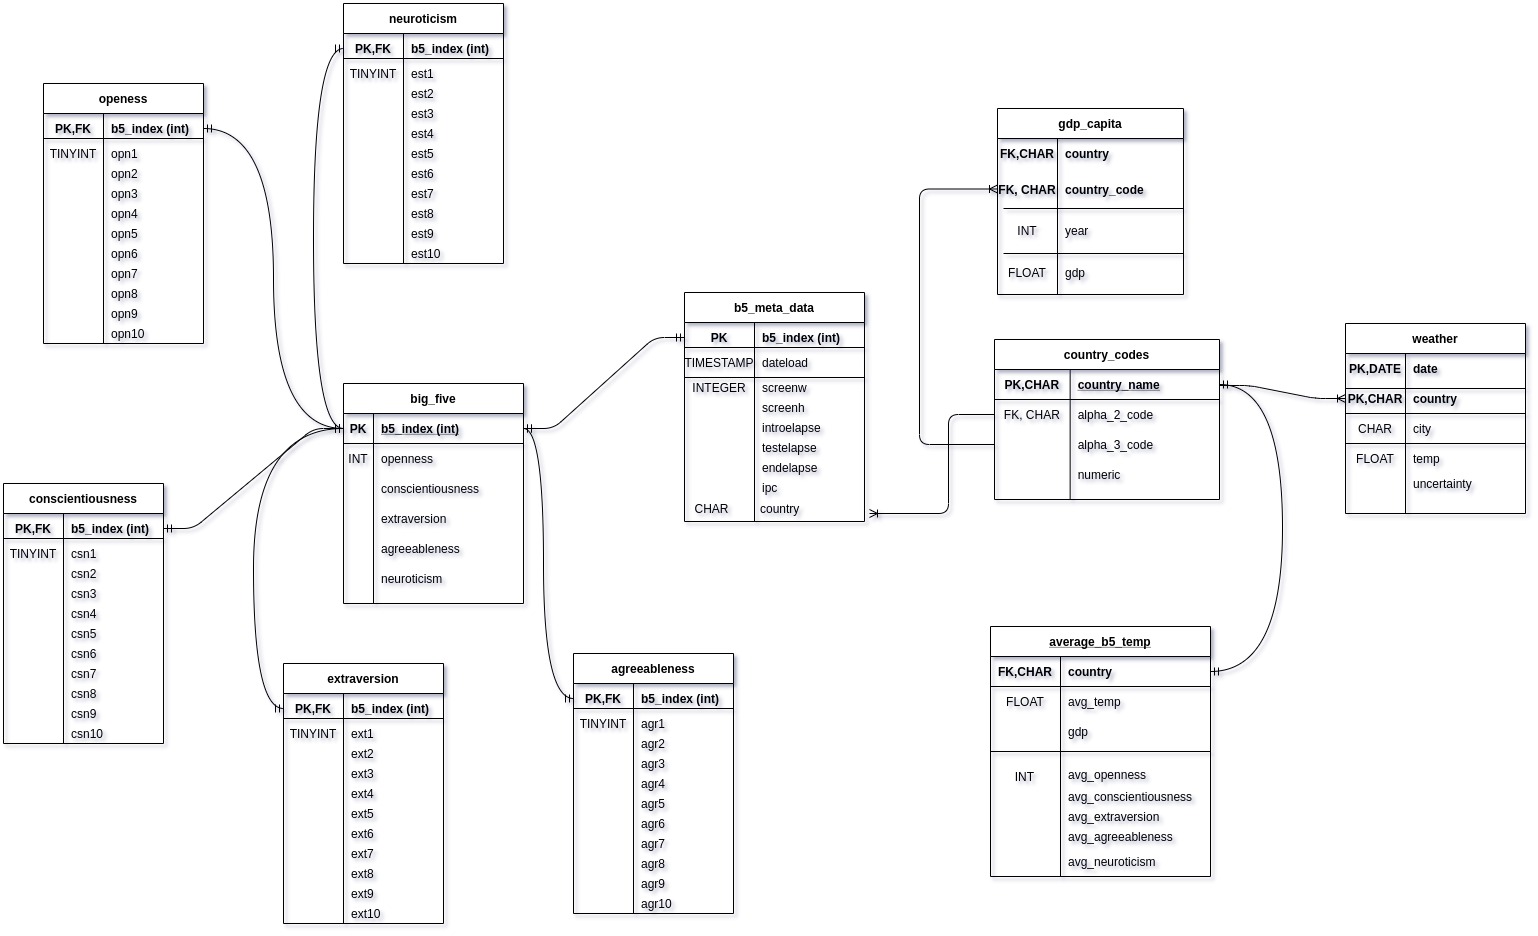 neuroticism
PK,FK b5_index (int)
TINYINT est1
est2
est3
est4
est5
est6
est7
est8
est9
est10
openess
PK,FK b5_index (int)
TINYINT opn1
opn2
opn3
opn4
opn5
opn6
opn7
opn8
opn9
opn10
gdp_capita
FK,CHAR country
FK, CHAR country_code
INT year
FLOAT gdp
b5_meta_data
PK b5_index (int)
TIMESTAMP dateload
INTEGER screenw
screenh
introelapse
testelapse
endelapse
ipc
CHAR country
country_codes
PK,CHAR country_name
FK, CHAR alpha_2_code
alpha_3_code
numeric
weather
PK,DATE date
PK,CHAR country
CHAR city
FLOAT temp
uncertainty
big_five
PK b5_index (int)
INT openness
conscientiousness
extraversion
agreeableness
neuroticism
conscientiousness
PK,FK b5_index (int)
TINYINT csn1
csn2
csn3
csn4
csn5
csn6
csn7
csn8
csn9
csn10
extraversion
PK,FK b5_index (int)
TINYINT ext1
ext2
ext3
ext4
ext5
ext6
ext7
ext8
ext9
ext10
agreeableness
PK,FK b5_index (int)
TINYINT agr1
agr2
agr3
agr4
agr5
agr6
agr7
agr8
agr9
agr10
average_b5_temp
FK,CHAR country
FLOAT avg_temp
gdp
INT avg_openness
avg_conscientiousness
avg_extraversion
avg_agreeableness
avg_neuroticism